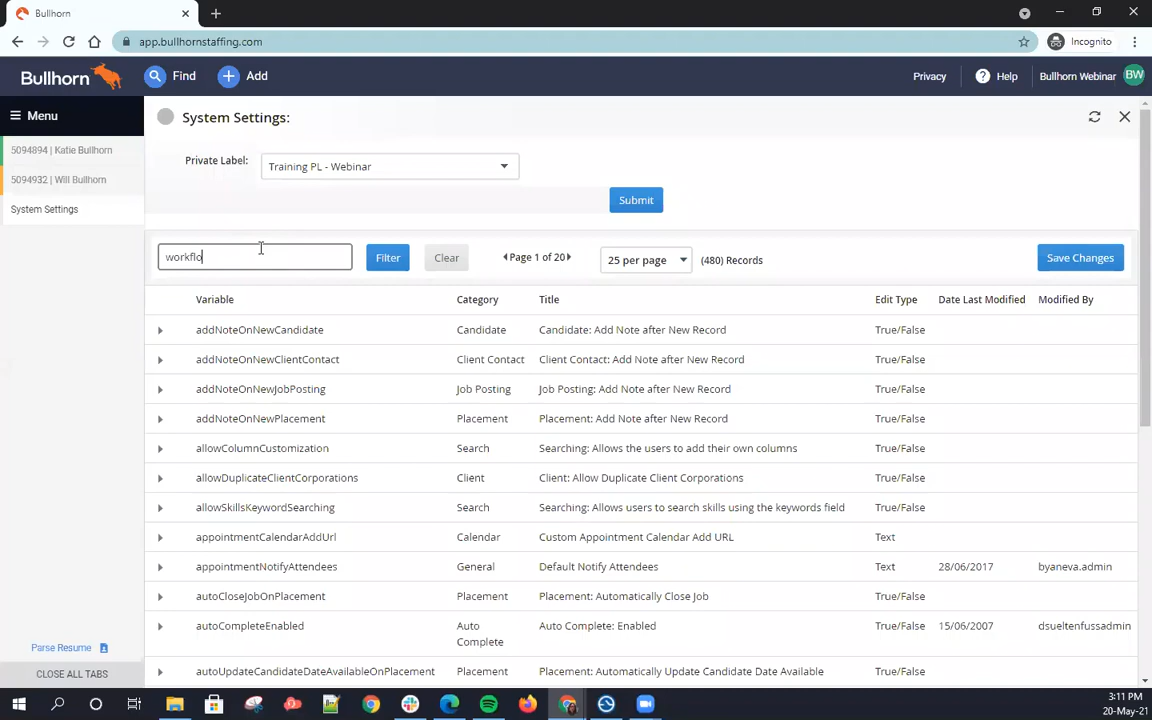 Bullhorn
app.bullhornstaffing.com
Incognito
Bullhorn
Find
Add
Privacy
Help
Bullhorn Webinar
BW
Menu
5094894 | Katie Bullhorn
5094932 | Will Bullhorn
System Settings
System Settings:
Private Label:
Training PL - Webinar
Submit
workflo
Filter
Clear
Page 1 of 20
25 per page
(480) Records
Save Changes
Variable Category Title Edit Type Date Last Modified Modified By
addNoteOnNewCandidate Candidate Candidate: Add Note after New Record True/False
addNoteOnNewClientContact Client Contact Client Contact: Add Note after New Record True/False
addNoteOnNewJobPosting Job Posting Job Posting: Add Note after New Record True/False
addNoteOnNewPlacement Placement Placement: Add Note after New Record True/False
allowColumnCustomization Search Searching: Allows the users to add their own columns True/False
allowDuplicateClientCorporations Client Client: Allow Duplicate Client Corporations True/False
allowSkillsKeywordSearching Search Searching: Allows users to search skills using the keywords field True/False
appointmentCalendarAddUrl Calendar Custom Appointment Calendar Add URL Text
appointmentNotifyAttendees General Default Notify Attendees Text 28/06/2017 byaneva.admin
autoCloseJobOnPlacement Placement Placement: Automatically Close Job True/False
autoCompleteEnabled Auto Complete Auto Complete: Enabled True/False 15/06/2007 dsueltenfussadmin
autoUpdateCandidateDateAvailableOnPlacement Placement Placement: Automatically Update Candidate Date Available True/False
Parse Resume
CLOSE ALL TABS
3:11 PM
20-May-21